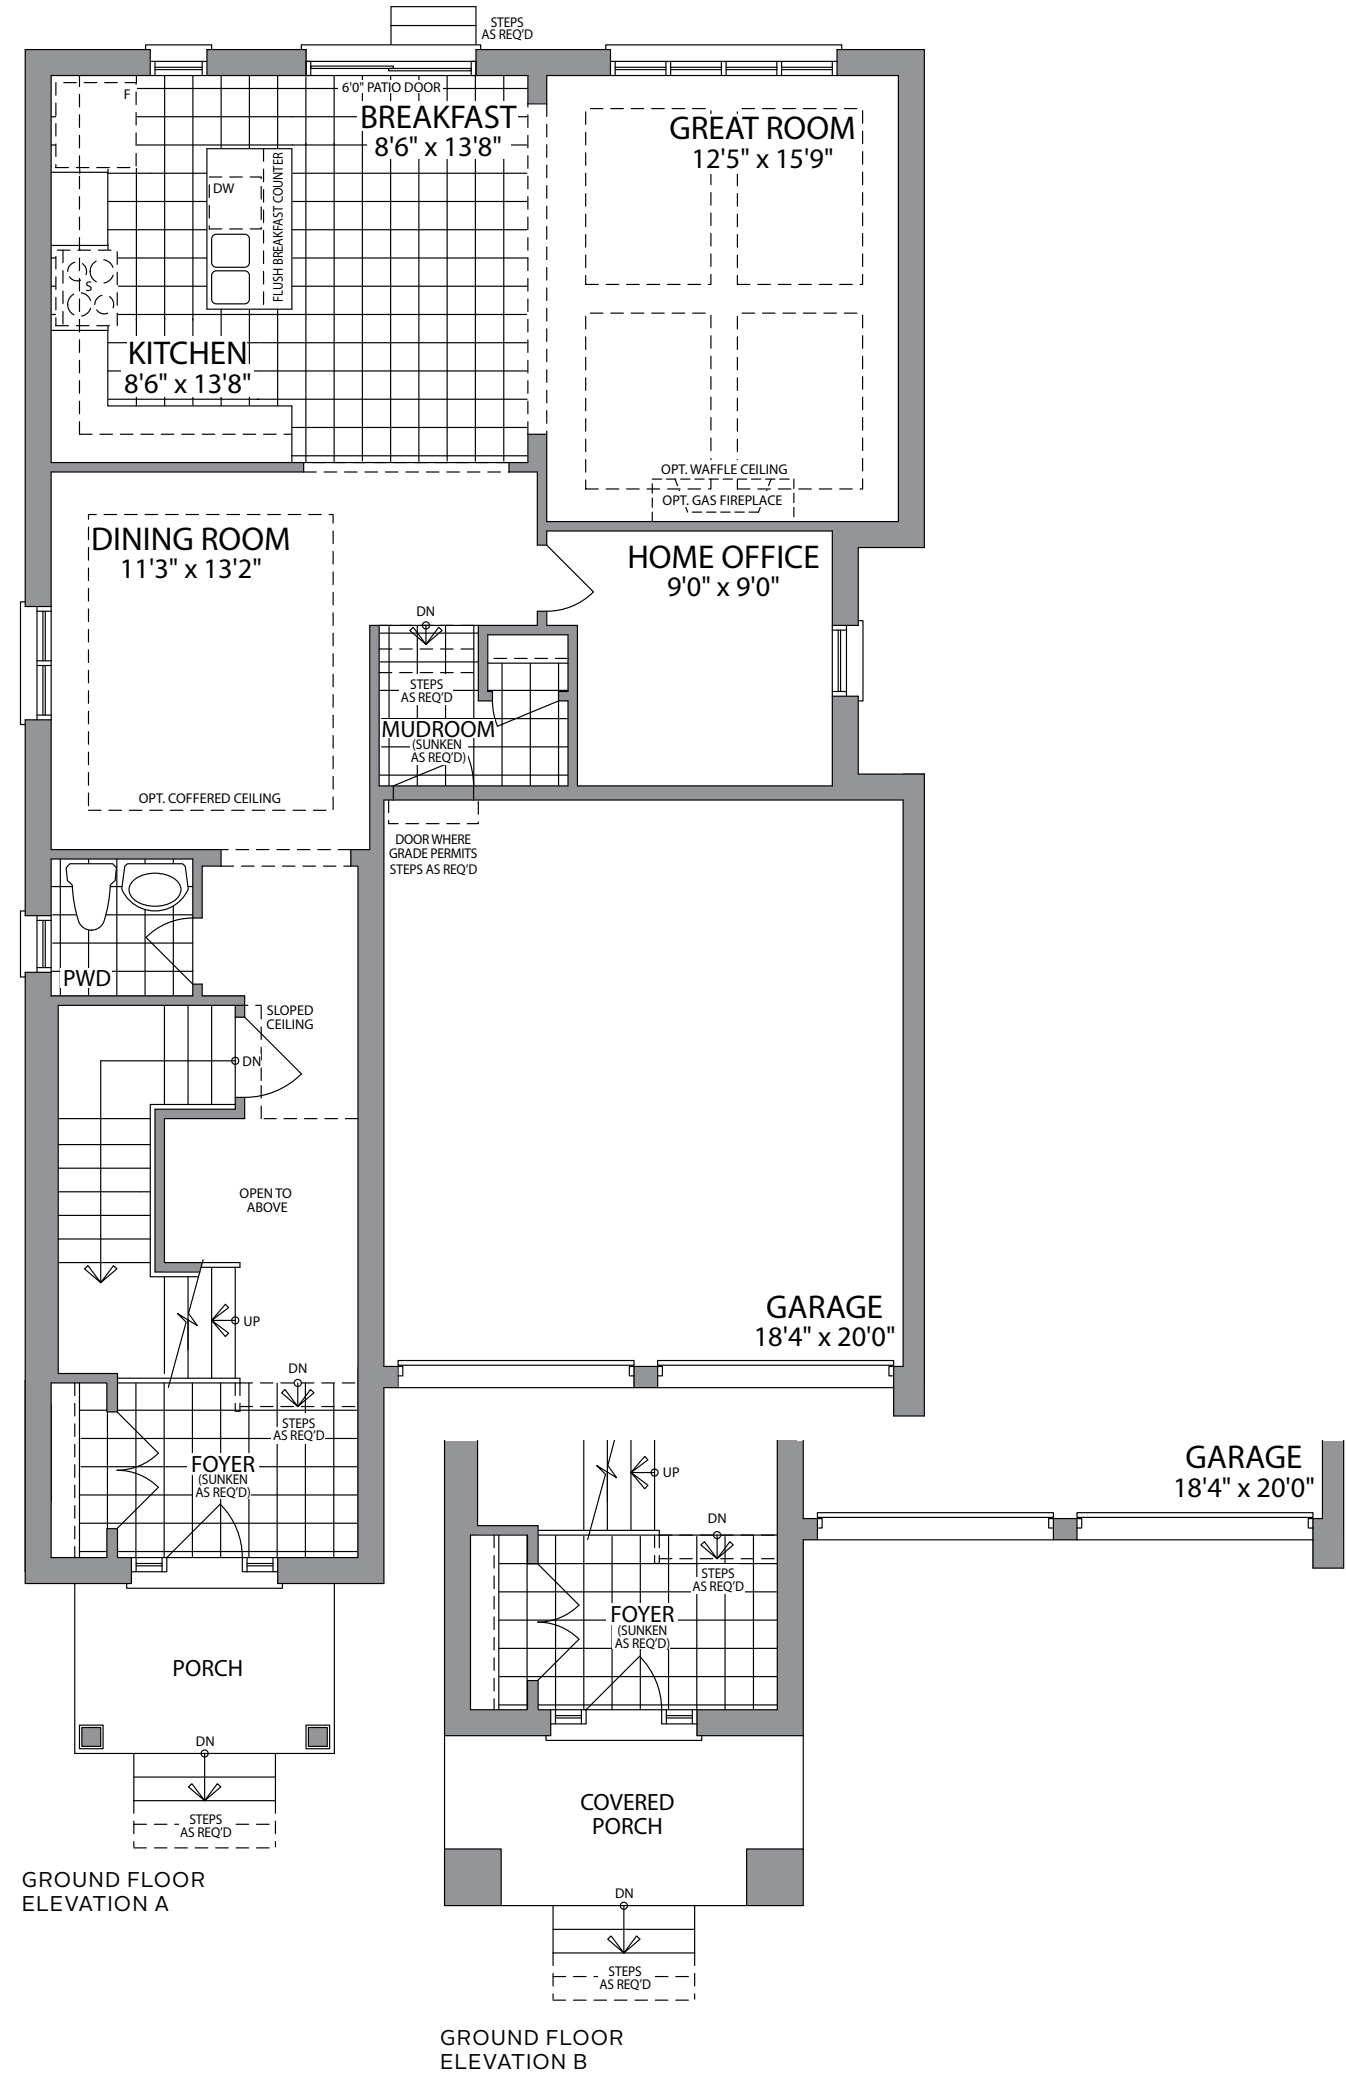 STEPS
AS REQ'D
6'0" PATIO DOOR
F
BREAKFAST
8'6" x 13'8"
GREAT ROOM
12'5" x 15'9"
DW
FLUSH BREAKFAST COUNTER
S
KITCHEN
8'6" x 13'8"
OPT. WAFFLE CEILING
OPT. GAS FIREPLACE
DINING ROOM
11'3" x 13'2"
HOME OFFICE
9'0" x 9'0"
DN
STEPS
AS REQ'D
MUDROOM
(SUNKEN
AS REQ'D)
OPT. COFFERED CEILING
DOOR WHERE
GRADE PERMITS
STEPS AS REQ'D
PWD
SLOPED
CEILING
DN
OPEN TO
ABOVE
UP
GARAGE
18'4" x 20'0"
DN
STEPS
AS REQ'D
FOYER
(SUNKEN
AS REQ'D)
PORCH
DN
STEPS
AS REQ'D
GROUND FLOOR
ELEVATION A
UP
GARAGE
18'4" x 20'0"
DN
STEPS
AS REQ'D
FOYER
(SUNKEN
AS REQ'D)
COVERED
PORCH
DN
STEPS
AS REQ'D
GROUND FLOOR
ELEVATION B